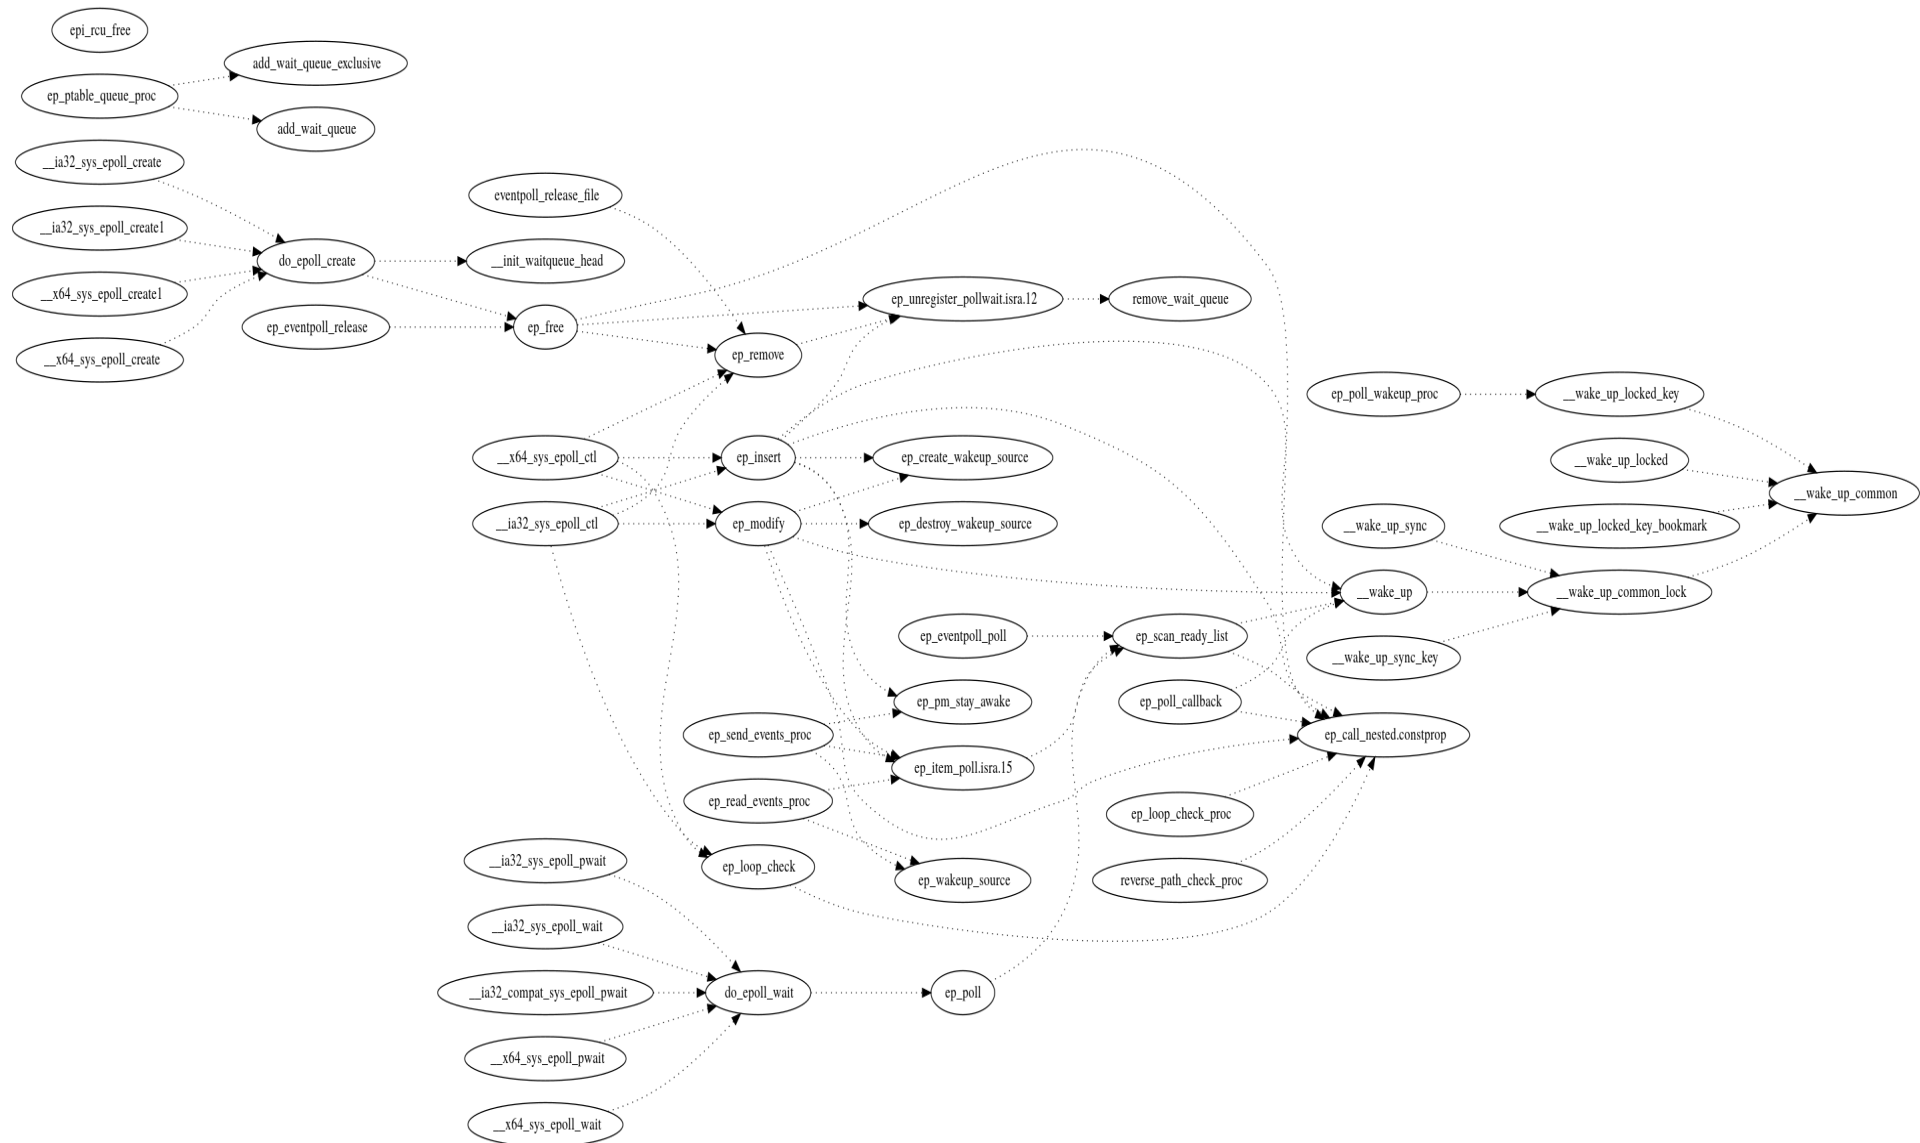 epi_rcu_free
add_wait_queue_exclusive
ep_ptable_queue_proc
add_wait_queue
__ia32_sys_epoll_create
eventpoll_release_file
__ia32_sys_epoll_create1
do_epoll_create
__init_waitqueue_head
__x64_sys_epoll_create1
ep_unregister_pollwait.isra.12
remove_wait_queue
ep_eventpoll_release
ep_free
ep_remove
__x64_sys_epoll_create
ep_poll_wakeup_proc
__wake_up_locked_key
__x64_sys_epoll_ctl
ep_insert
ep_create_wakeup_source
__wake_up_locked
__wake_up_common
__ia32_sys_epoll_ctl
ep_modify
ep_destroy_wakeup_source
__wake_up_sync
__wake_up_locked_key_bookmark
__wake_up
__wake_up_common_lock
ep_eventpoll_poll
ep_scan_ready_list
__wake_up_sync_key
ep_pm_stay_awake
ep_poll_callback
ep_send_events_proc
ep_call_nested.constprop
ep_item_poll.isra.15
ep_read_events_proc
ep_loop_check_proc
__ia32_sys_epoll_pwait
ep_loop_check
ep_wakeup_source
reverse_path_check_proc
__ia32_sys_epoll_wait
__ia32_compat_sys_epoll_pwait
do_epoll_wait
ep_poll
__x64_sys_epoll_pwait
__x64_sys_epoll_wait